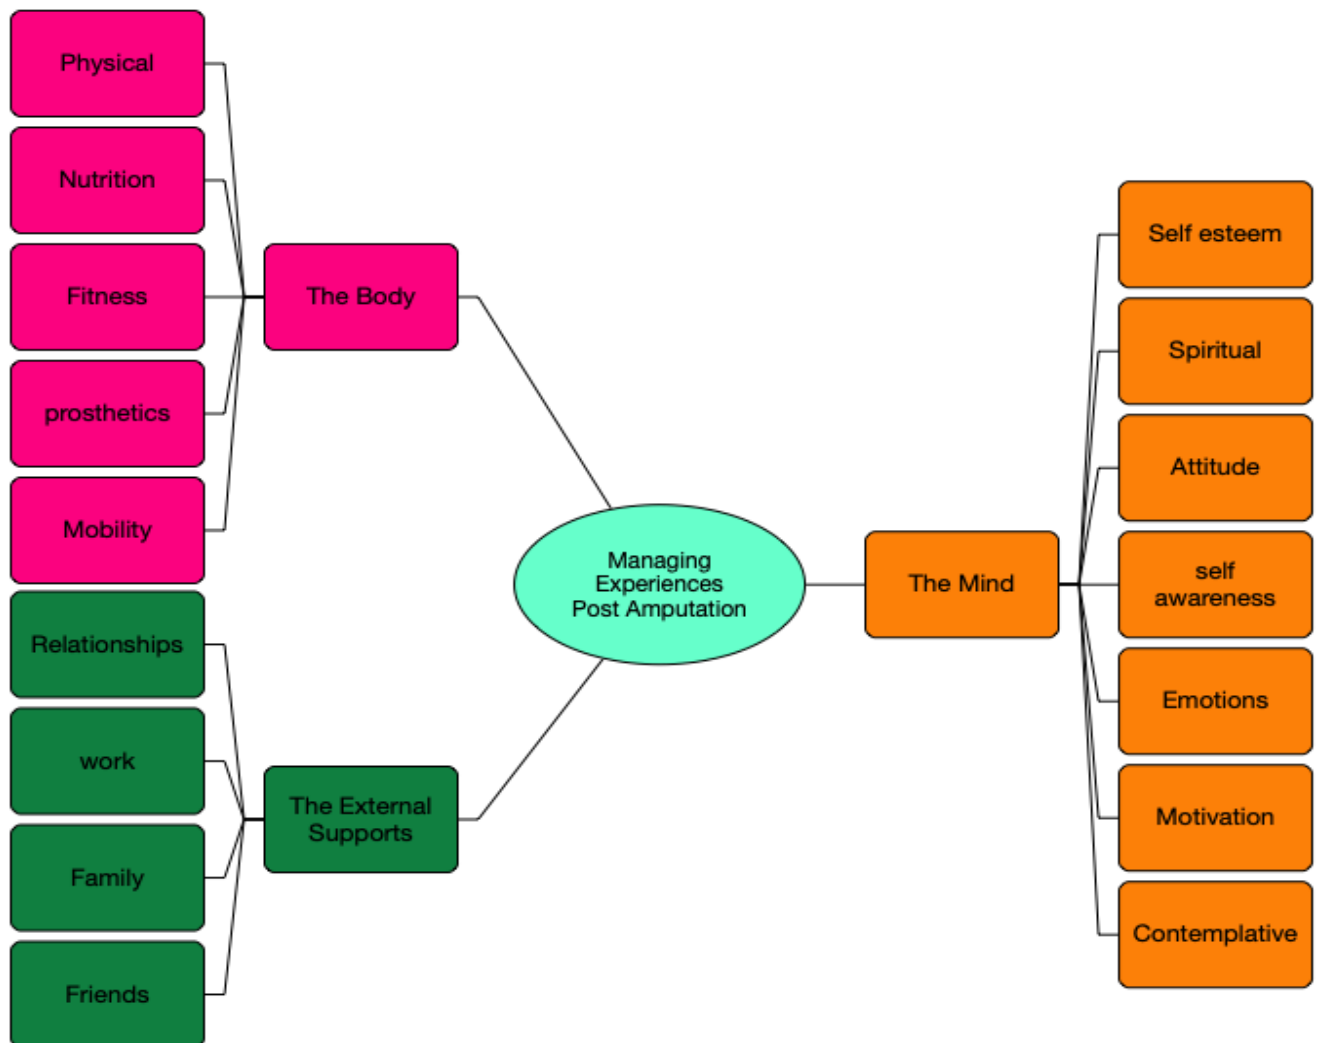 Physical
Nutrition
Fitness
prosthetics
Mobility
The Body
Relationships
work
Family
Friends
The External
Supports
Managing
Experiences
Post Amputation
The Mind
Self esteem
Spiritual
Attitude
self
awareness
Emotions
Motivation
Contemplative